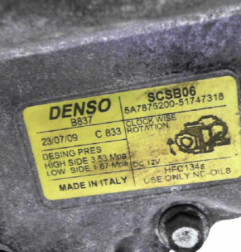 DENSO
SCSB06
B837
5A7875200-51747318
23/07/09 C 833
CLOCK WISE
ROTATION
DESING PRES
HIGH SIDE 3.53 Mpa
LOW SIDE 1.67 Mpa DC 12V
HFC134a
MADE IN ITALY
USE ONLY ND-OIL8